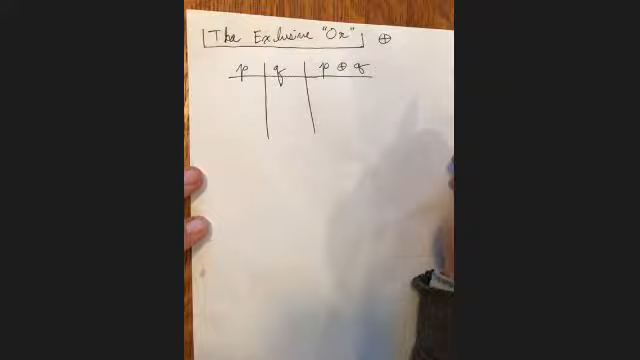 The Exclusive "Or" ⊕
p q p ⊕ q